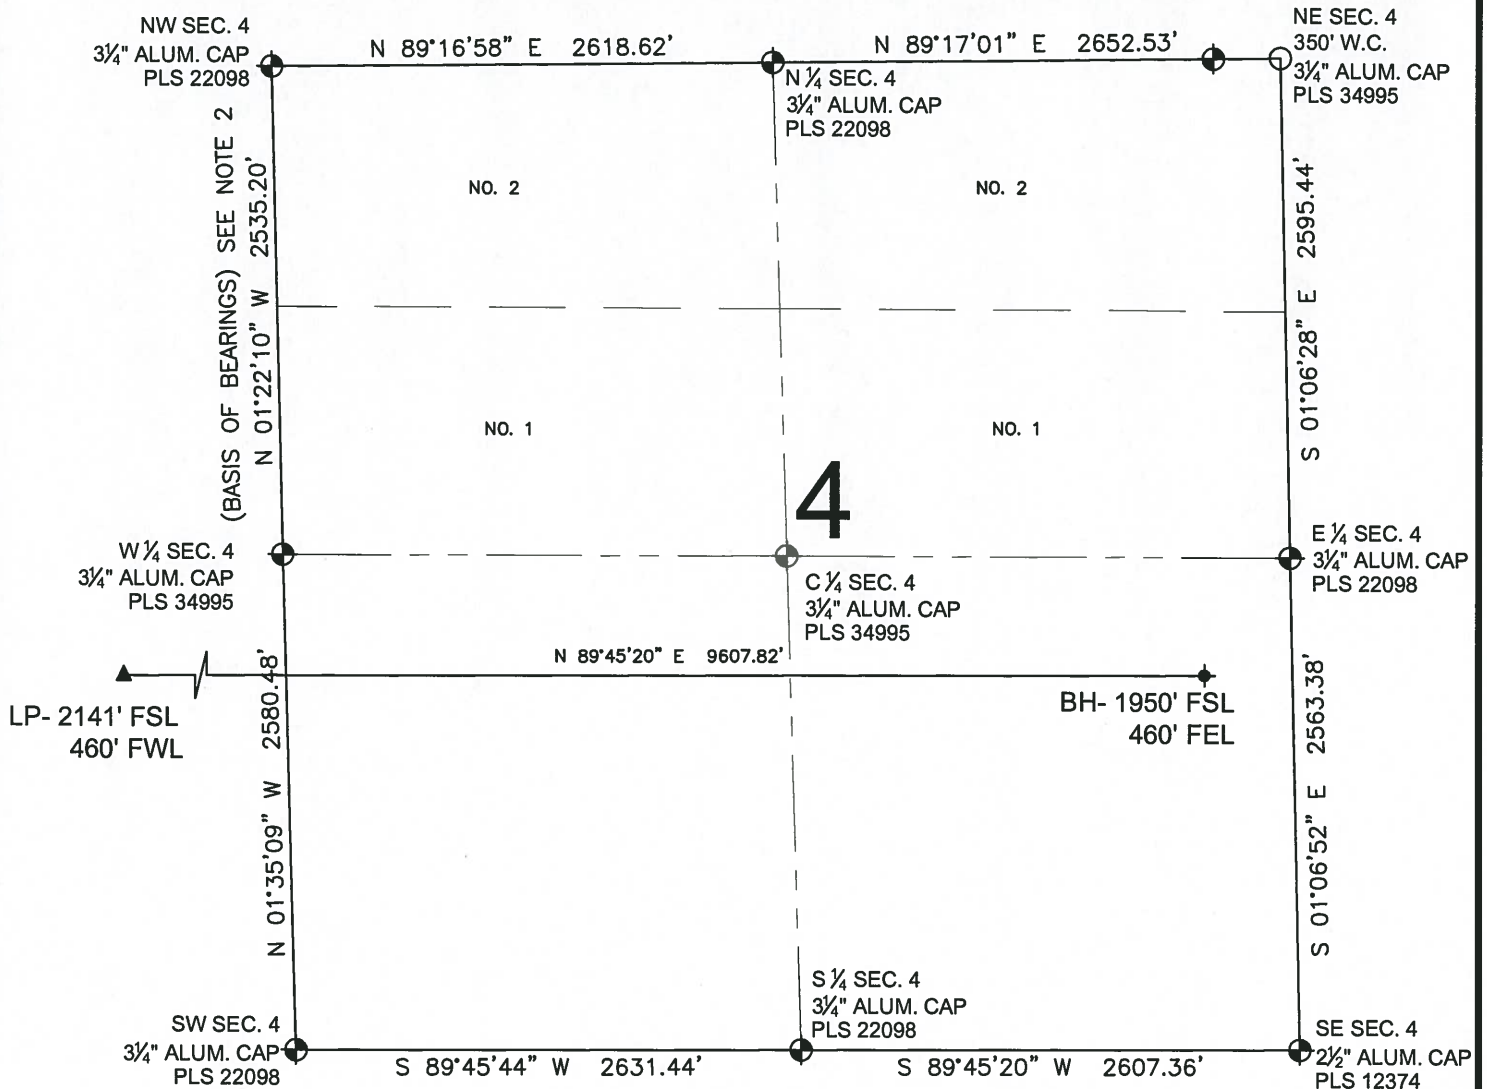 NW SEC. 4
3¼" ALUM. CAP
PLS 22098
N 89°16'58" E 2618.62'
N 89°17'01" E 2652.53'
NE SEC. 4
350' W.C.
3¼" ALUM. CAP
PLS 34995
N ¼ SEC. 4
3¼" ALUM. CAP
PLS 22098
(BASIS OF BEARINGS) SEE NOTE 2
N 01°22'10" W 2535.20'
NO. 2
NO. 2
S 01°06'28" E 2595.44'
NO. 1
NO. 1
4
W ¼ SEC. 4
3¼" ALUM. CAP
PLS 34995
C ¼ SEC. 4
3¼" ALUM. CAP
PLS 34995
E ¼ SEC. 4
3¼" ALUM. CAP
PLS 22098
N 89°45'20" E 9607.82'
LP- 2141' FSL
460' FWL
BH- 1950' FSL
460' FEL
N 01°35'09" W 2580.48'
S 01°06'52" E 2563.38'
SW SEC. 4
3¼" ALUM. CAP
PLS 22098
S 89°45'44" W 2631.44'
S ¼ SEC. 4
3¼" ALUM. CAP
PLS 22098
S 89°45'20" W 2607.36'
SE SEC. 4
2½" ALUM. CAP
PLS 12374